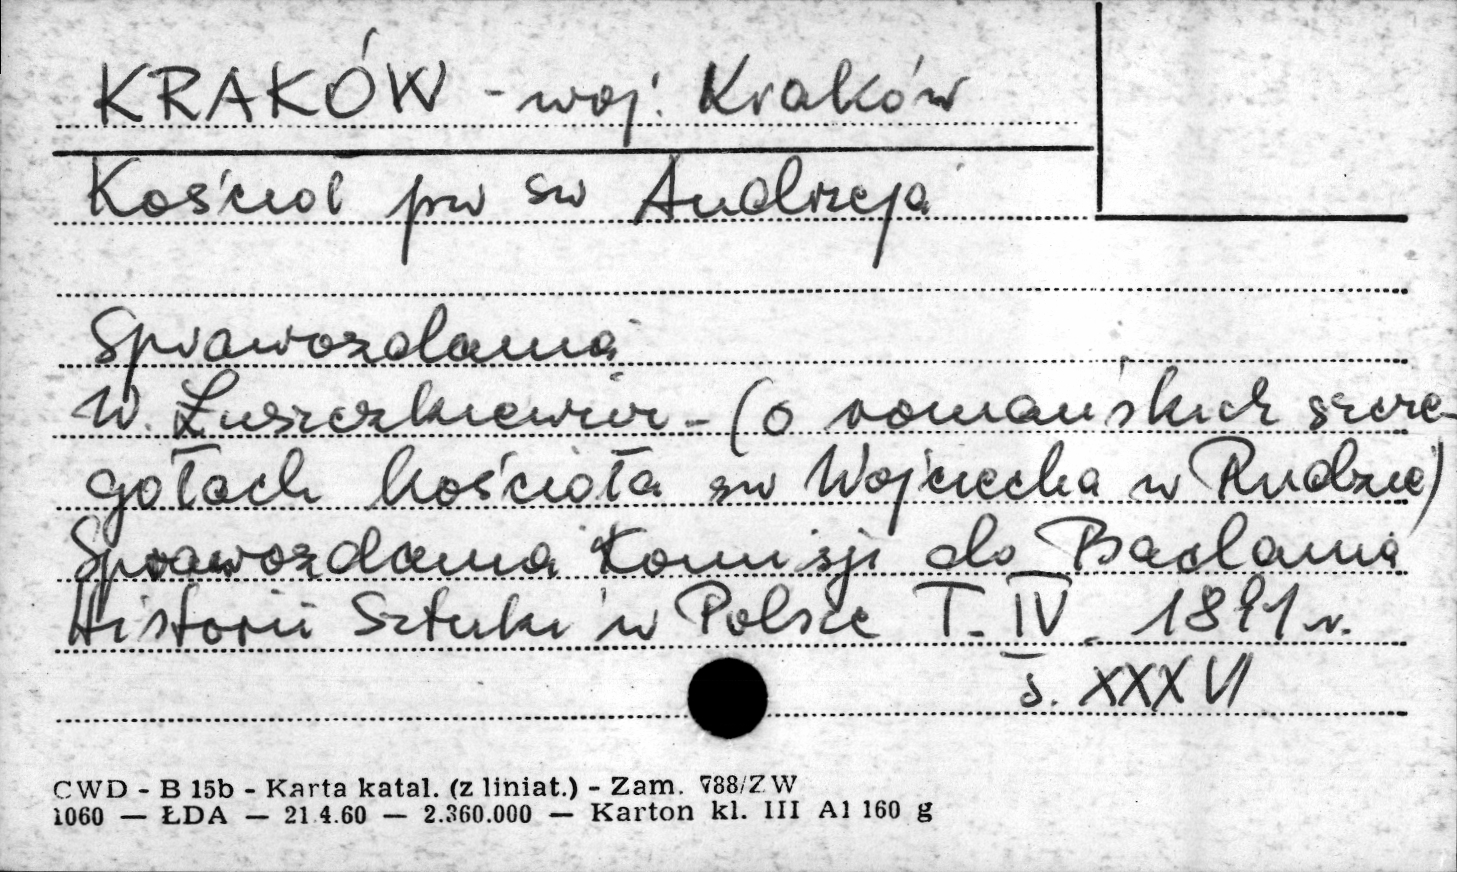 KRAKÓW - woj. Kraków
Kościół pw św Andrzeja
Sprawozdania
W. Łuszczkiewicz - (o romańskich szcze-
gółach kościoła św Wojciecha w Rudzie)
Sprawozdania Komisji do Badania
Historii Sztuki w Polsce T. IV. 1891 r.
s. XXXVI
CWD - B 15b - Karta katal. (z liniat.) - Zam. 788/ZW
1060 — ŁDA — 21.4.60 — 2.360.000 — Karton kl. III A1 160 g